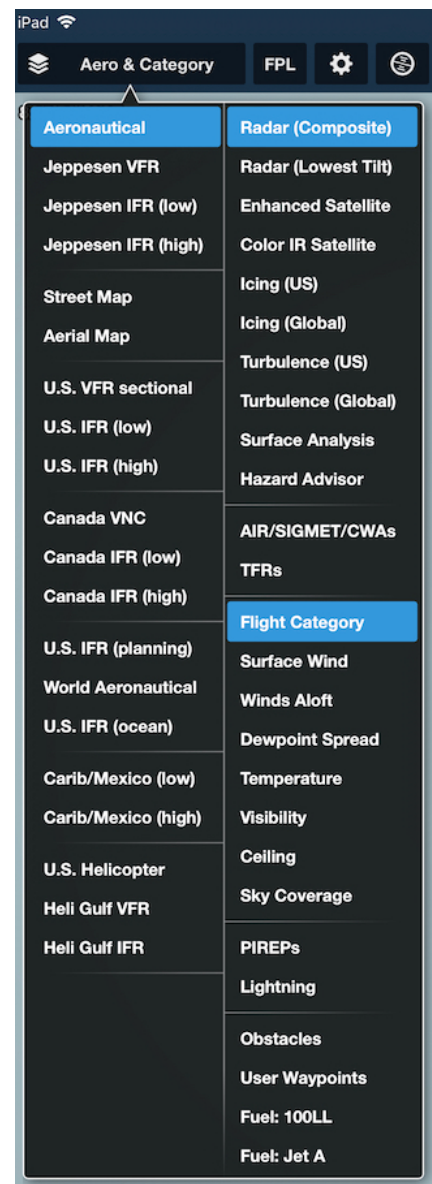 iPad
Aero & Category
FPL
Aeronautical
Jeppesen VFR
Jeppesen IFR (low)
Jeppesen IFR (high)
Street Map
Aerial Map
U.S. VFR sectional
U.S. IFR (low)
U.S. IFR (high)
Canada VNC
Canada IFR (low)
Canada IFR (high)
U.S. IFR (planning)
World Aeronautical
U.S. IFR (ocean)
Carib/Mexico (low)
Carib/Mexico (high)
U.S. Helicopter
Heli Gulf VFR
Heli Gulf IFR
Radar (Composite)
Radar (Lowest Tilt)
Enhanced Satellite
Color IR Satellite
Icing (US)
Icing (Global)
Turbulence (US)
Turbulence (Global)
Surface Analysis
Hazard Advisor
AIR/SIGMET/CWAs
TFRs
Flight Category
Surface Wind
Winds Aloft
Dewpoint Spread
Temperature
Visibility
Ceiling
Sky Coverage
PIREPs
Lightning
Obstacles
User Waypoints
Fuel: 100LL
Fuel: Jet A